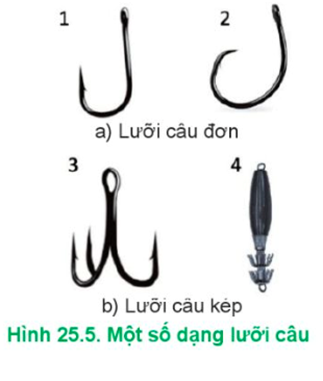 1 2
a) Lưỡi câu đơn
3 4
b) Lưỡi câu kép
Hình 25.5. Một số dạng lưỡi câu